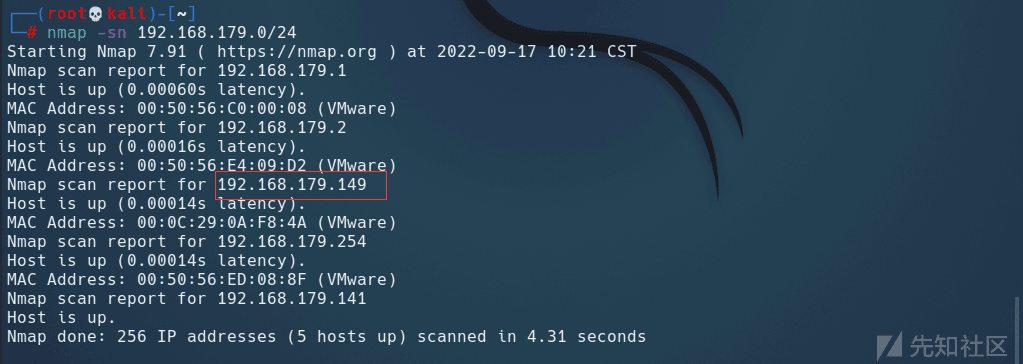 ┌──(root💀kali)-[~]
└─# nmap -sn 192.168.179.0/24
Starting Nmap 7.91 ( https://nmap.org ) at 2022-09-17 10:21 CST
Nmap scan report for 192.168.179.1
Host is up (0.00060s latency).
MAC Address: 00:50:56:C0:00:08 (VMware)
Nmap scan report for 192.168.179.2
Host is up (0.00016s latency).
MAC Address: 00:50:56:E4:09:D2 (VMware)
Nmap scan report for 192.168.179.149
Host is up (0.00014s latency).
MAC Address: 00:0C:29:0A:F8:4A (VMware)
Nmap scan report for 192.168.179.254
Host is up (0.00014s latency).
MAC Address: 00:50:56:ED:08:8F (VMware)
Nmap scan report for 192.168.179.141
Host is up.
Nmap done: 256 IP addresses (5 hosts up) scanned in 4.31 seconds
先知社区